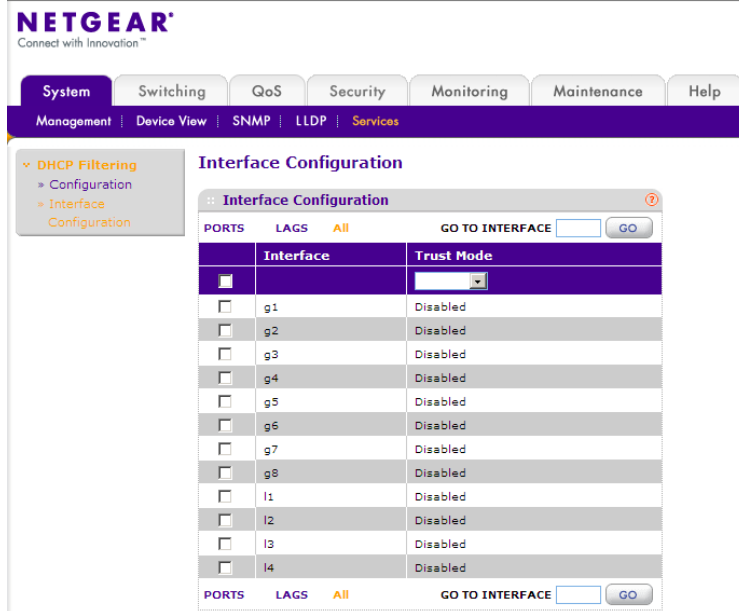 NETGEAR®
Connect with Innovation™
System Switching QoS Security Monitoring Maintenance Help
Management Device View SNMP LLDP Services
DHCP Filtering
» Configuration
» Interface
Configuration
Interface Configuration
Interface Configuration ?
PORTS LAGS All GO TO INTERFACE GO
Interface Trust Mode
g1 Disabled
g2 Disabled
g3 Disabled
g4 Disabled
g5 Disabled
g6 Disabled
g7 Disabled
g8 Disabled
l1 Disabled
l2 Disabled
l3 Disabled
l4 Disabled
PORTS LAGS All GO TO INTERFACE GO